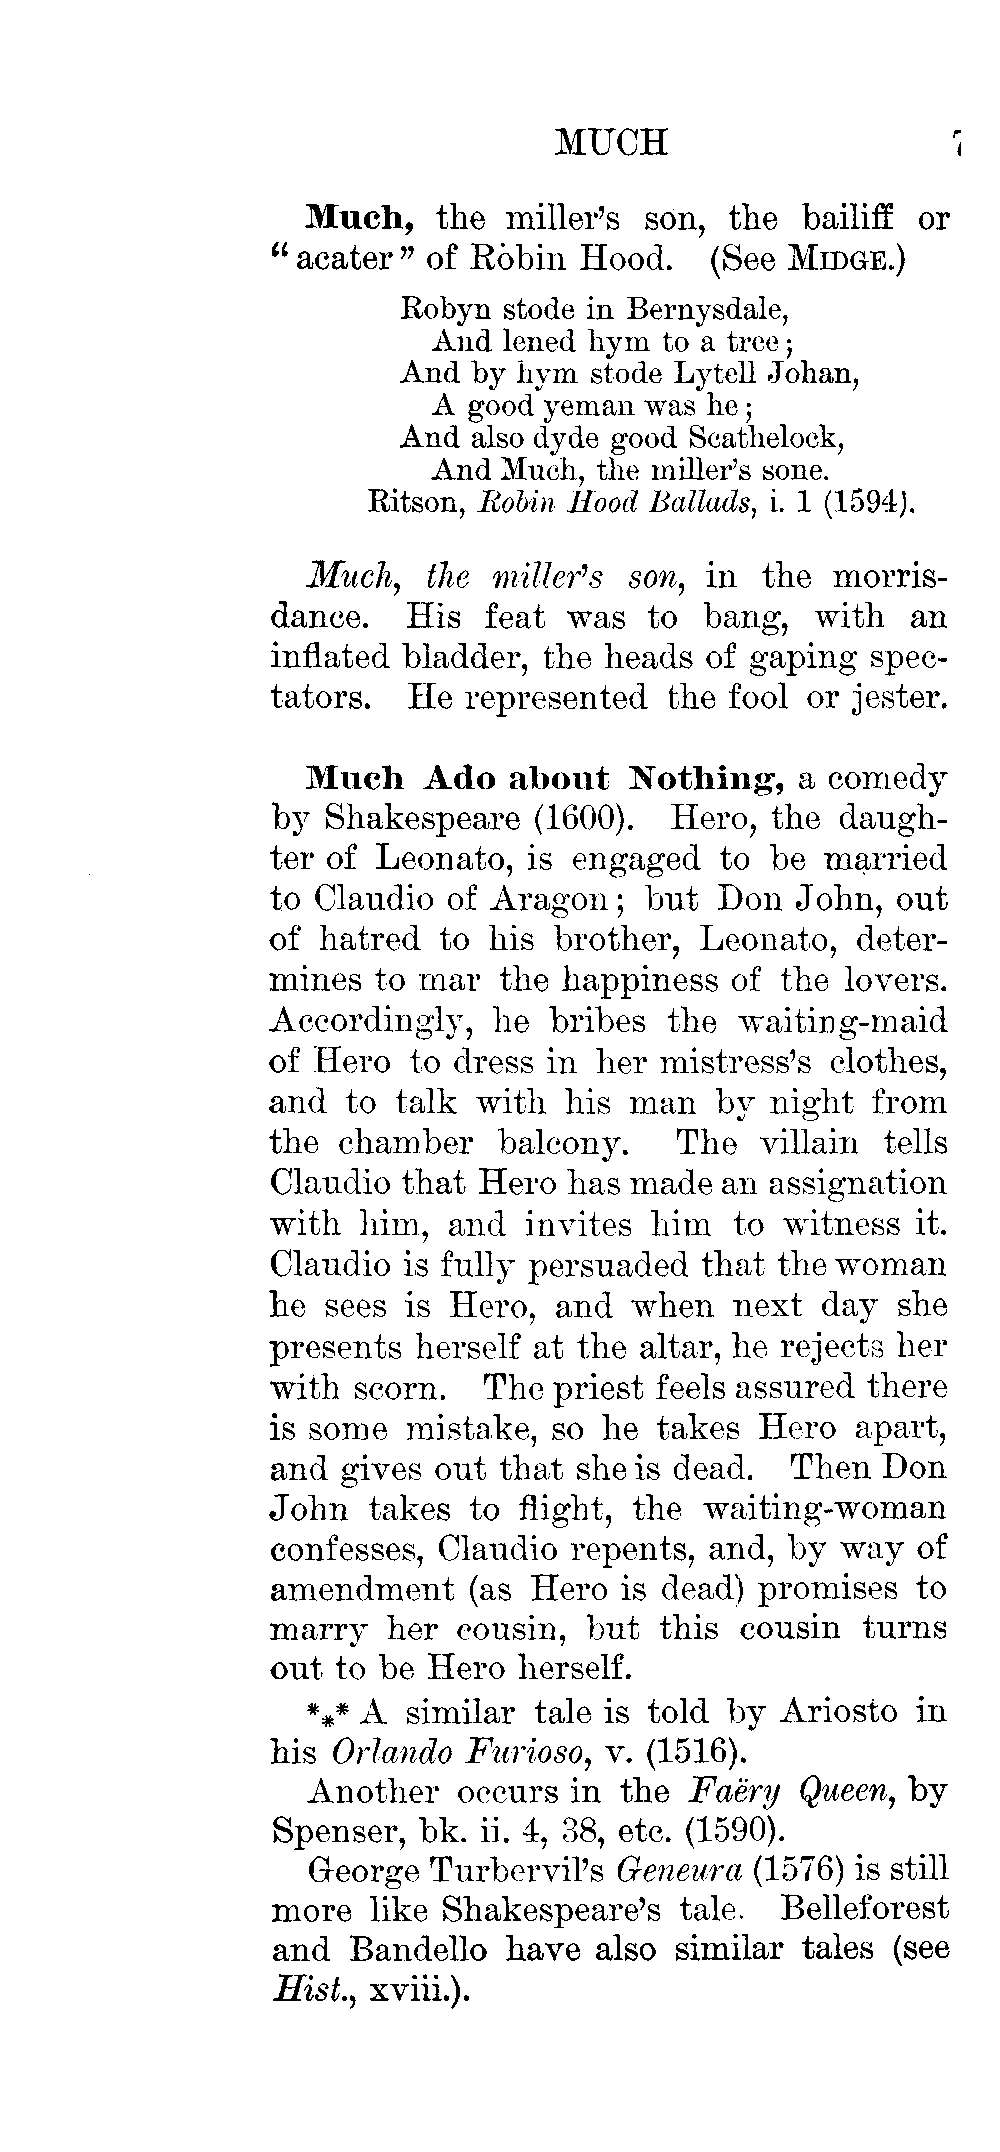 MUCH
Much, the miller's son, the bailiff or
“acater” of Robin Hood. (See MIDGE.)
Robyn stode in Bernysdale,
And lened hym to a tree;
And by hym stode Lytell Johan,
A good yeman was he;
And also dyde good Scathelock,
And Much, the miller's sone.
Ritson, Robin Hood Ballads, i. 1 (1594).
Much, the miller's son, in the morris-
dance. His feat was to bang, with an
inflated bladder, the heads of gaping spec-
tators. He represented the fool or jester.
Much Ado about Nothing, a comedy
by Shakespeare (1600). Hero, the daugh-
ter of Leonato, is engaged to be married
to Claudio of Aragon; but Don John, out
of hatred to his brother, Leonato, deter-
mines to mar the happiness of the lovers.
Accordingly, he bribes the waiting-maid
of Hero to dress in her mistress's clothes,
and to talk with his man by night from
the chamber balcony. The villain tells
Claudio that Hero has made an assignation
with him, and invites him to witness it.
Claudio is fully persuaded that the woman
he sees is Hero, and when next day she
presents herself at the altar, he rejects her
with scorn. The priest feels assured there
is some mistake, so he takes Hero apart,
and gives out that she is dead. Then Don
John takes to flight, the waiting-woman
confesses, Claudio repents, and, by way of
amendment (as Hero is dead) promises to
marry her cousin, but this cousin turns
out to be Hero herself.
*⁎* A similar tale is told by Ariosto in
his Orlando Furioso, v. (1516).
Another occurs in the Faëry Queen, by
Spenser, bk. ii. 4, 38, etc. (1590).
George Turbervil's Geneura (1576) is still
more like Shakespeare's tale. Belleforest
and Bandello have also similar tales (see
Hist., xviii.).